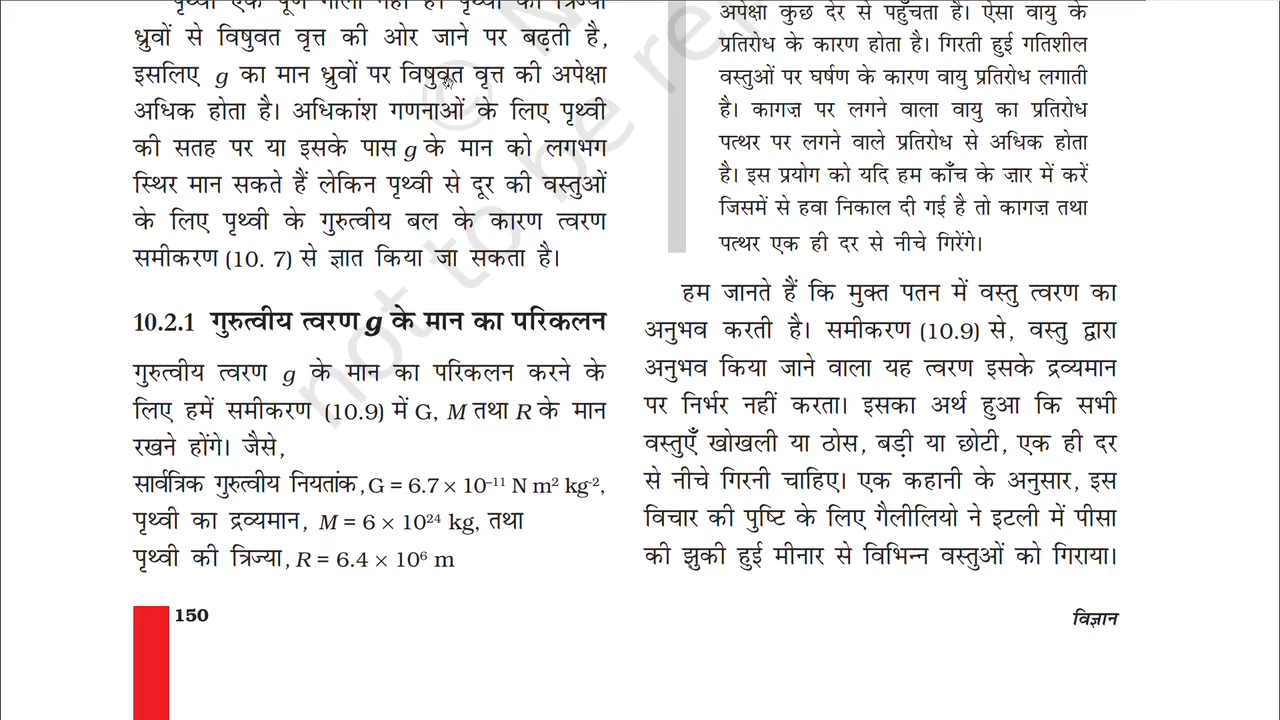 पृथ्वी एक पूर्ण गोला नहीं है। पृथ्वी की त्रिज्या
ध्रुवों से विषुवत वृत्त की ओर जाने पर बढ़ती है,
इसलिए g का मान ध्रुवों पर विषुवत वृत्त की अपेक्षा
अधिक होता है। अधिकांश गणनाओं के लिए पृथ्वी
की सतह पर या इसके पास g के मान को लगभग
स्थिर मान सकते हैं लेकिन पृथ्वी से दूर की वस्तुओं
के लिए पृथ्वी के गुरुत्वीय बल के कारण त्वरण
समीकरण (10. 7) से ज्ञात किया जा सकता है।
10.2.1 गुरुत्वीय त्वरण g के मान का परिकलन
गुरुत्वीय त्वरण g के मान का परिकलन करने के
लिए हमें समीकरण (10.9) में G, M तथा R के मान
रखने होंगे। जैसे,
सार्वत्रिक गुरुत्वीय नियतांक, G = 6.7 × 10⁻¹¹ N m² kg⁻²,
पृथ्वी का द्रव्यमान, M = 6 × 10²⁴ kg, तथा
पृथ्वी की त्रिज्या, R = 6.4 × 10⁶ m
अपेक्षा कुछ देर से पहुँचता है। ऐसा वायु के
प्रतिरोध के कारण होता है। गिरती हुई गतिशील
वस्तुओं पर घर्षण के कारण वायु प्रतिरोध लगाती
है। कागज़ पर लगने वाला वायु का प्रतिरोध
पत्थर पर लगने वाले प्रतिरोध से अधिक होता
है। इस प्रयोग को यदि हम काँच के ज़ार में करें
जिसमें से हवा निकाल दी गई है तो कागज़ तथा
पत्थर एक ही दर से नीचे गिरेंगे।
हम जानते हैं कि मुक्त पतन में वस्तु त्वरण का
अनुभव करती है। समीकरण (10.9) से, वस्तु द्वारा
अनुभव किया जाने वाला यह त्वरण इसके द्रव्यमान
पर निर्भर नहीं करता। इसका अर्थ हुआ कि सभी
वस्तुएँ खोखली या ठोस, बड़ी या छोटी, एक ही दर
से नीचे गिरनी चाहिए। एक कहानी के अनुसार, इस
विचार की पुष्टि के लिए गैलीलियो ने इटली में पीसा
की झुकी हुई मीनार से विभिन्न वस्तुओं को गिराया।
150
विज्ञान
© N
not to be re